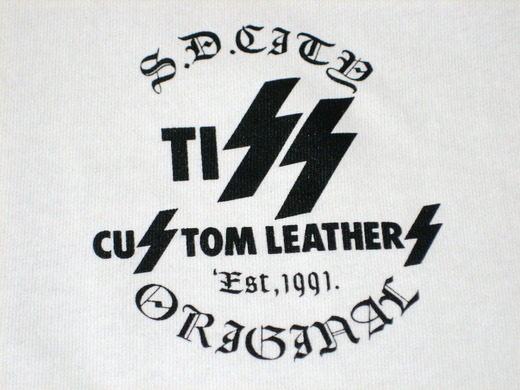 S.D.CITY
TISS
CUSTOM LEATHERS
'Est,1991.
ORIGINAL